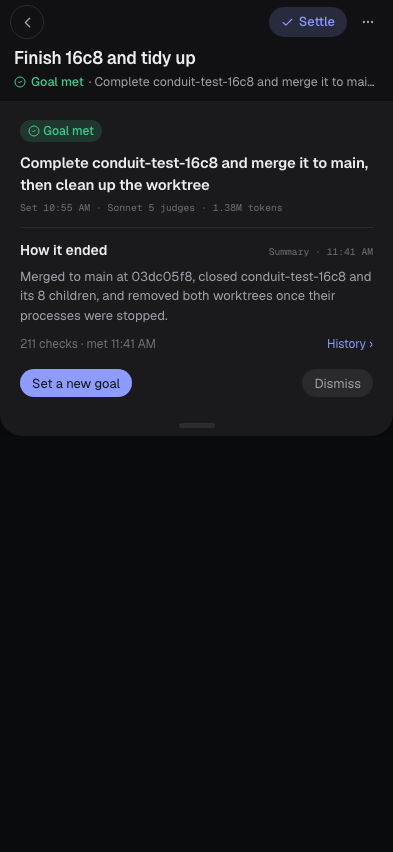 Settle
Finish 16c8 and tidy up
Goal met · Complete conduit-test-16c8 and merge it to mai…
Goal met
Complete conduit-test-16c8 and merge it to main,
then clean up the worktree
Set 10:55 AM · Sonnet 5 judges · 1.38M tokens
How it ended
Summary · 11:41 AM
Merged to main at 03dc05f8, closed conduit-test-16c8 and
its 8 children, and removed both worktrees once their
processes were stopped.
211 checks · met 11:41 AM
History ›
Set a new goal
Dismiss